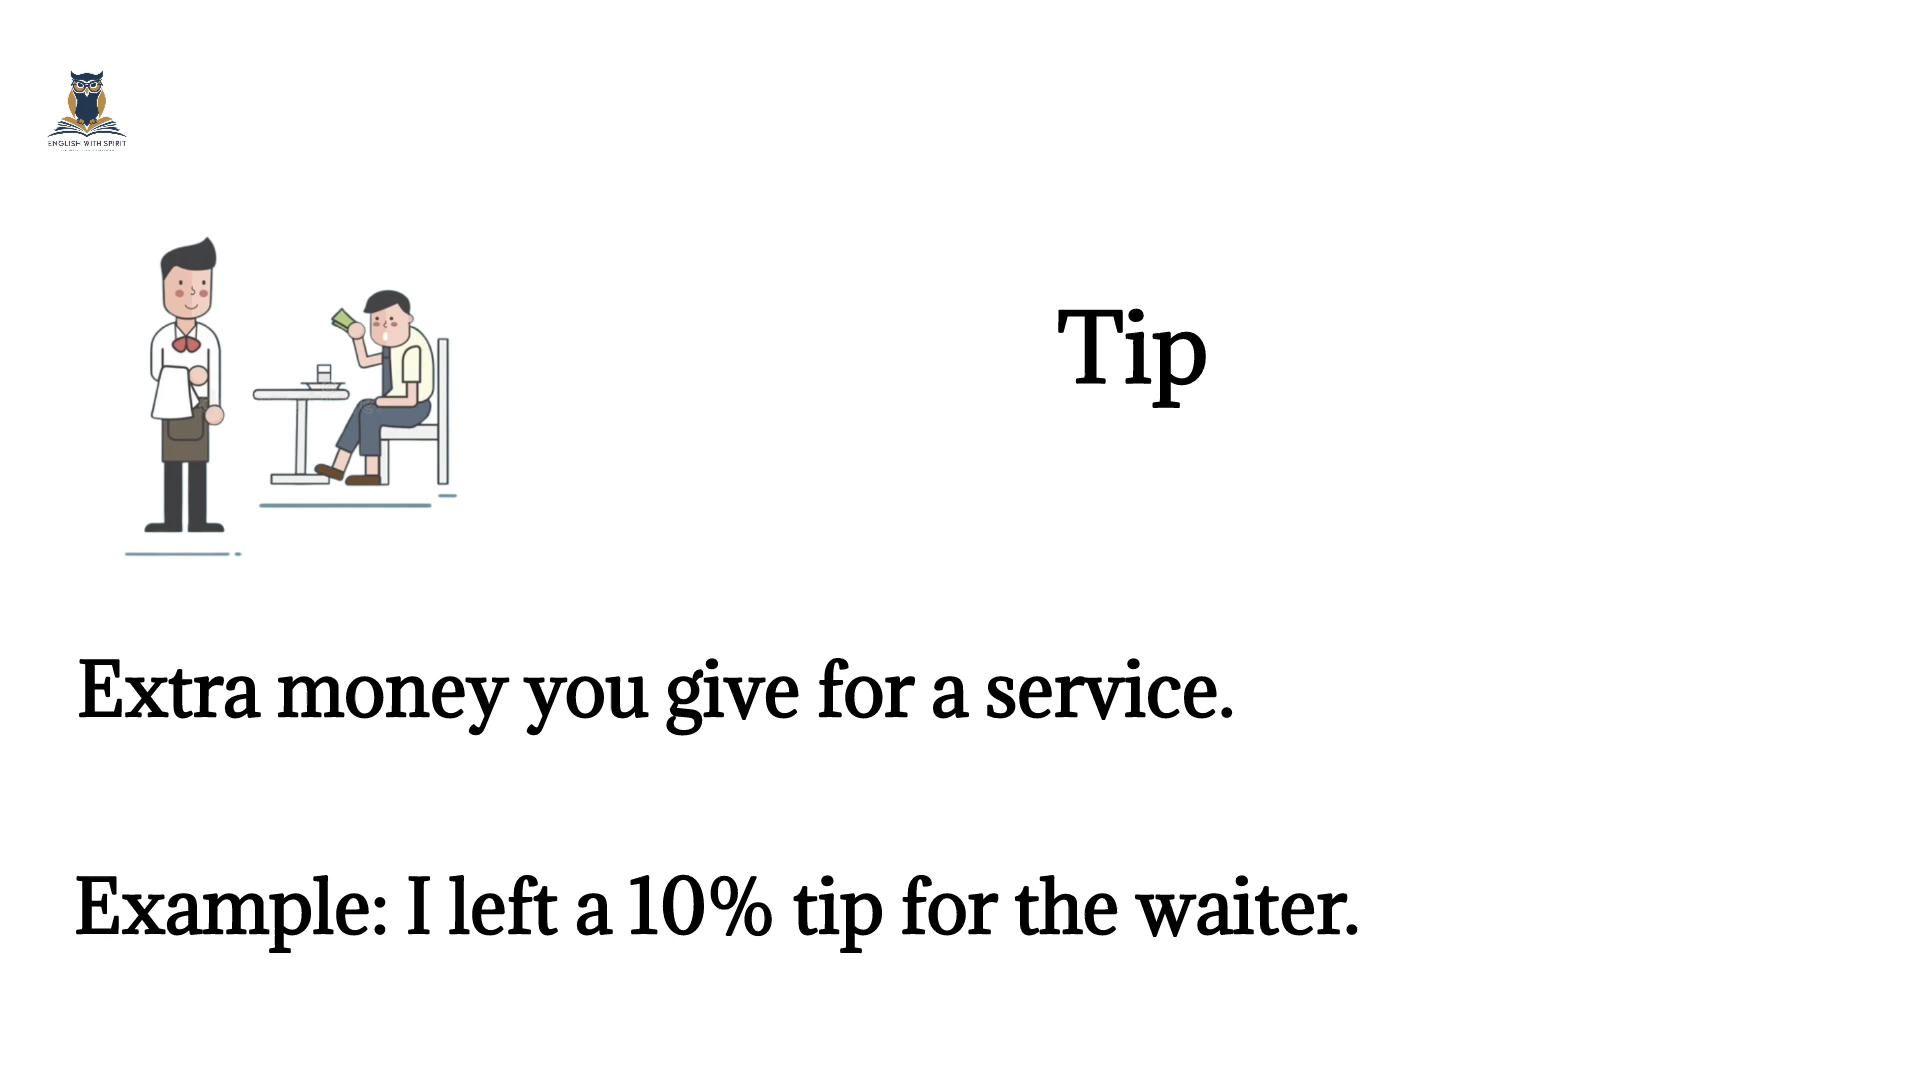 ENGLISH WITH SPIRIT
Tip
Extra money you give for a service.
Example: I left a 10% tip for the waiter.